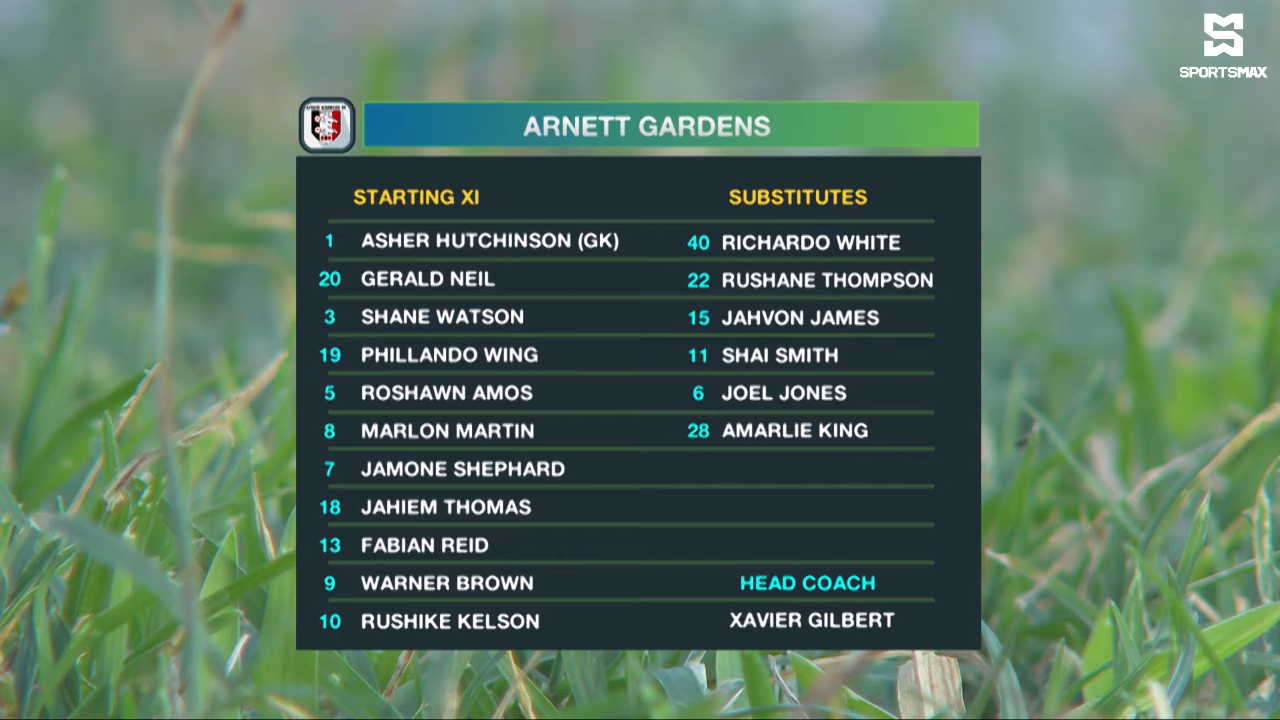 SPORTSMAX
ARNETT GARDENS
STARTING XI
1 ASHER HUTCHINSON (GK)
20 GERALD NEIL
3 SHANE WATSON
19 PHILLANDO WING
5 ROSHAWN AMOS
8 MARLON MARTIN
7 JAMONE SHEPHARD
18 JAHIEM THOMAS
13 FABIAN REID
9 WARNER BROWN
10 RUSHIKE KELSON
SUBSTITUTES
40 RICHARDO WHITE
22 RUSHANE THOMPSON
15 JAHVON JAMES
11 SHAI SMITH
6 JOEL JONES
28 AMARLIE KING
HEAD COACH
XAVIER GILBERT